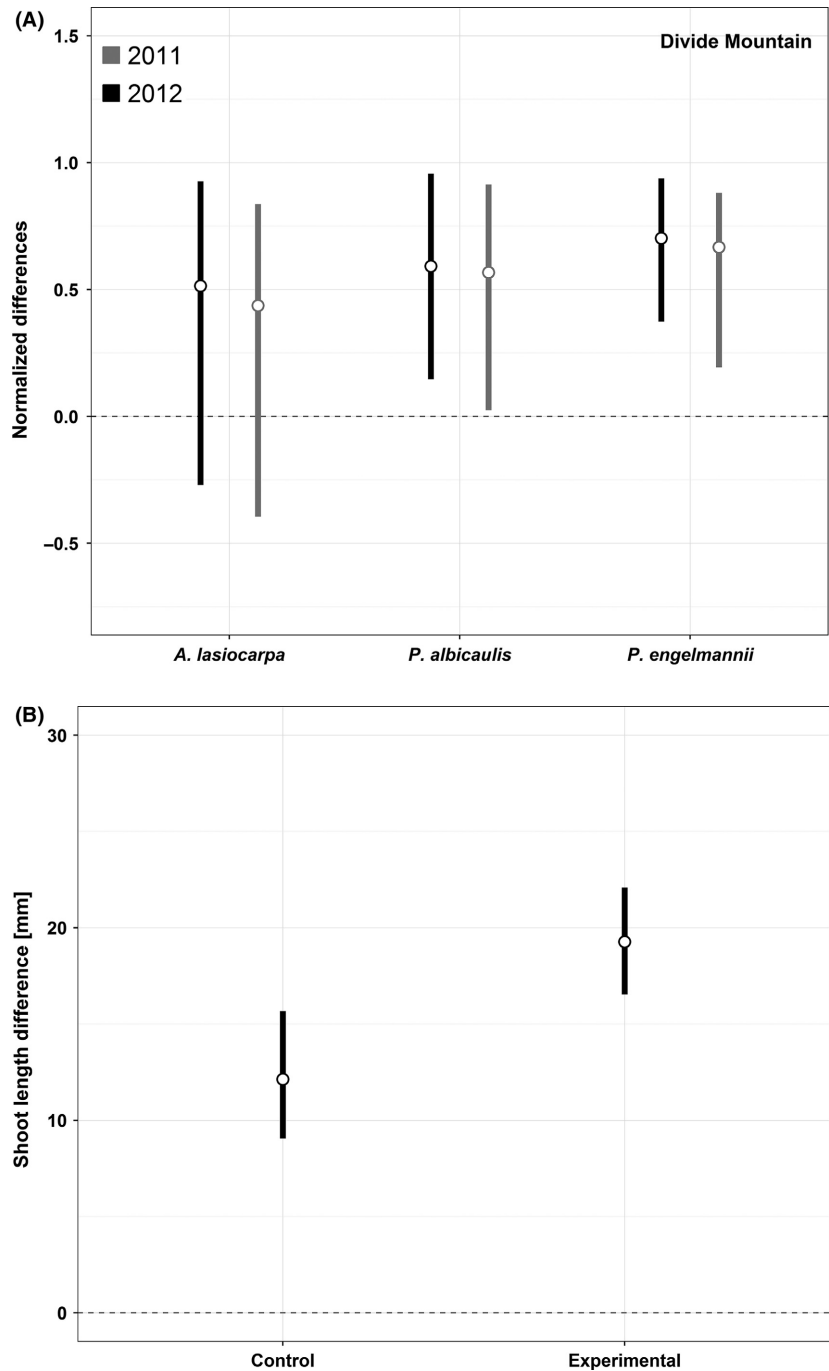 (A)
Divide Mountain
2011
2012
1.5
1.0
0.5
0.0
−0.5
Normalized differences
A. lasiocarpa
P. albicaulis
P. engelmannii
(B)
30
20
10
0
Shoot length difference [mm]
Control
Experimental